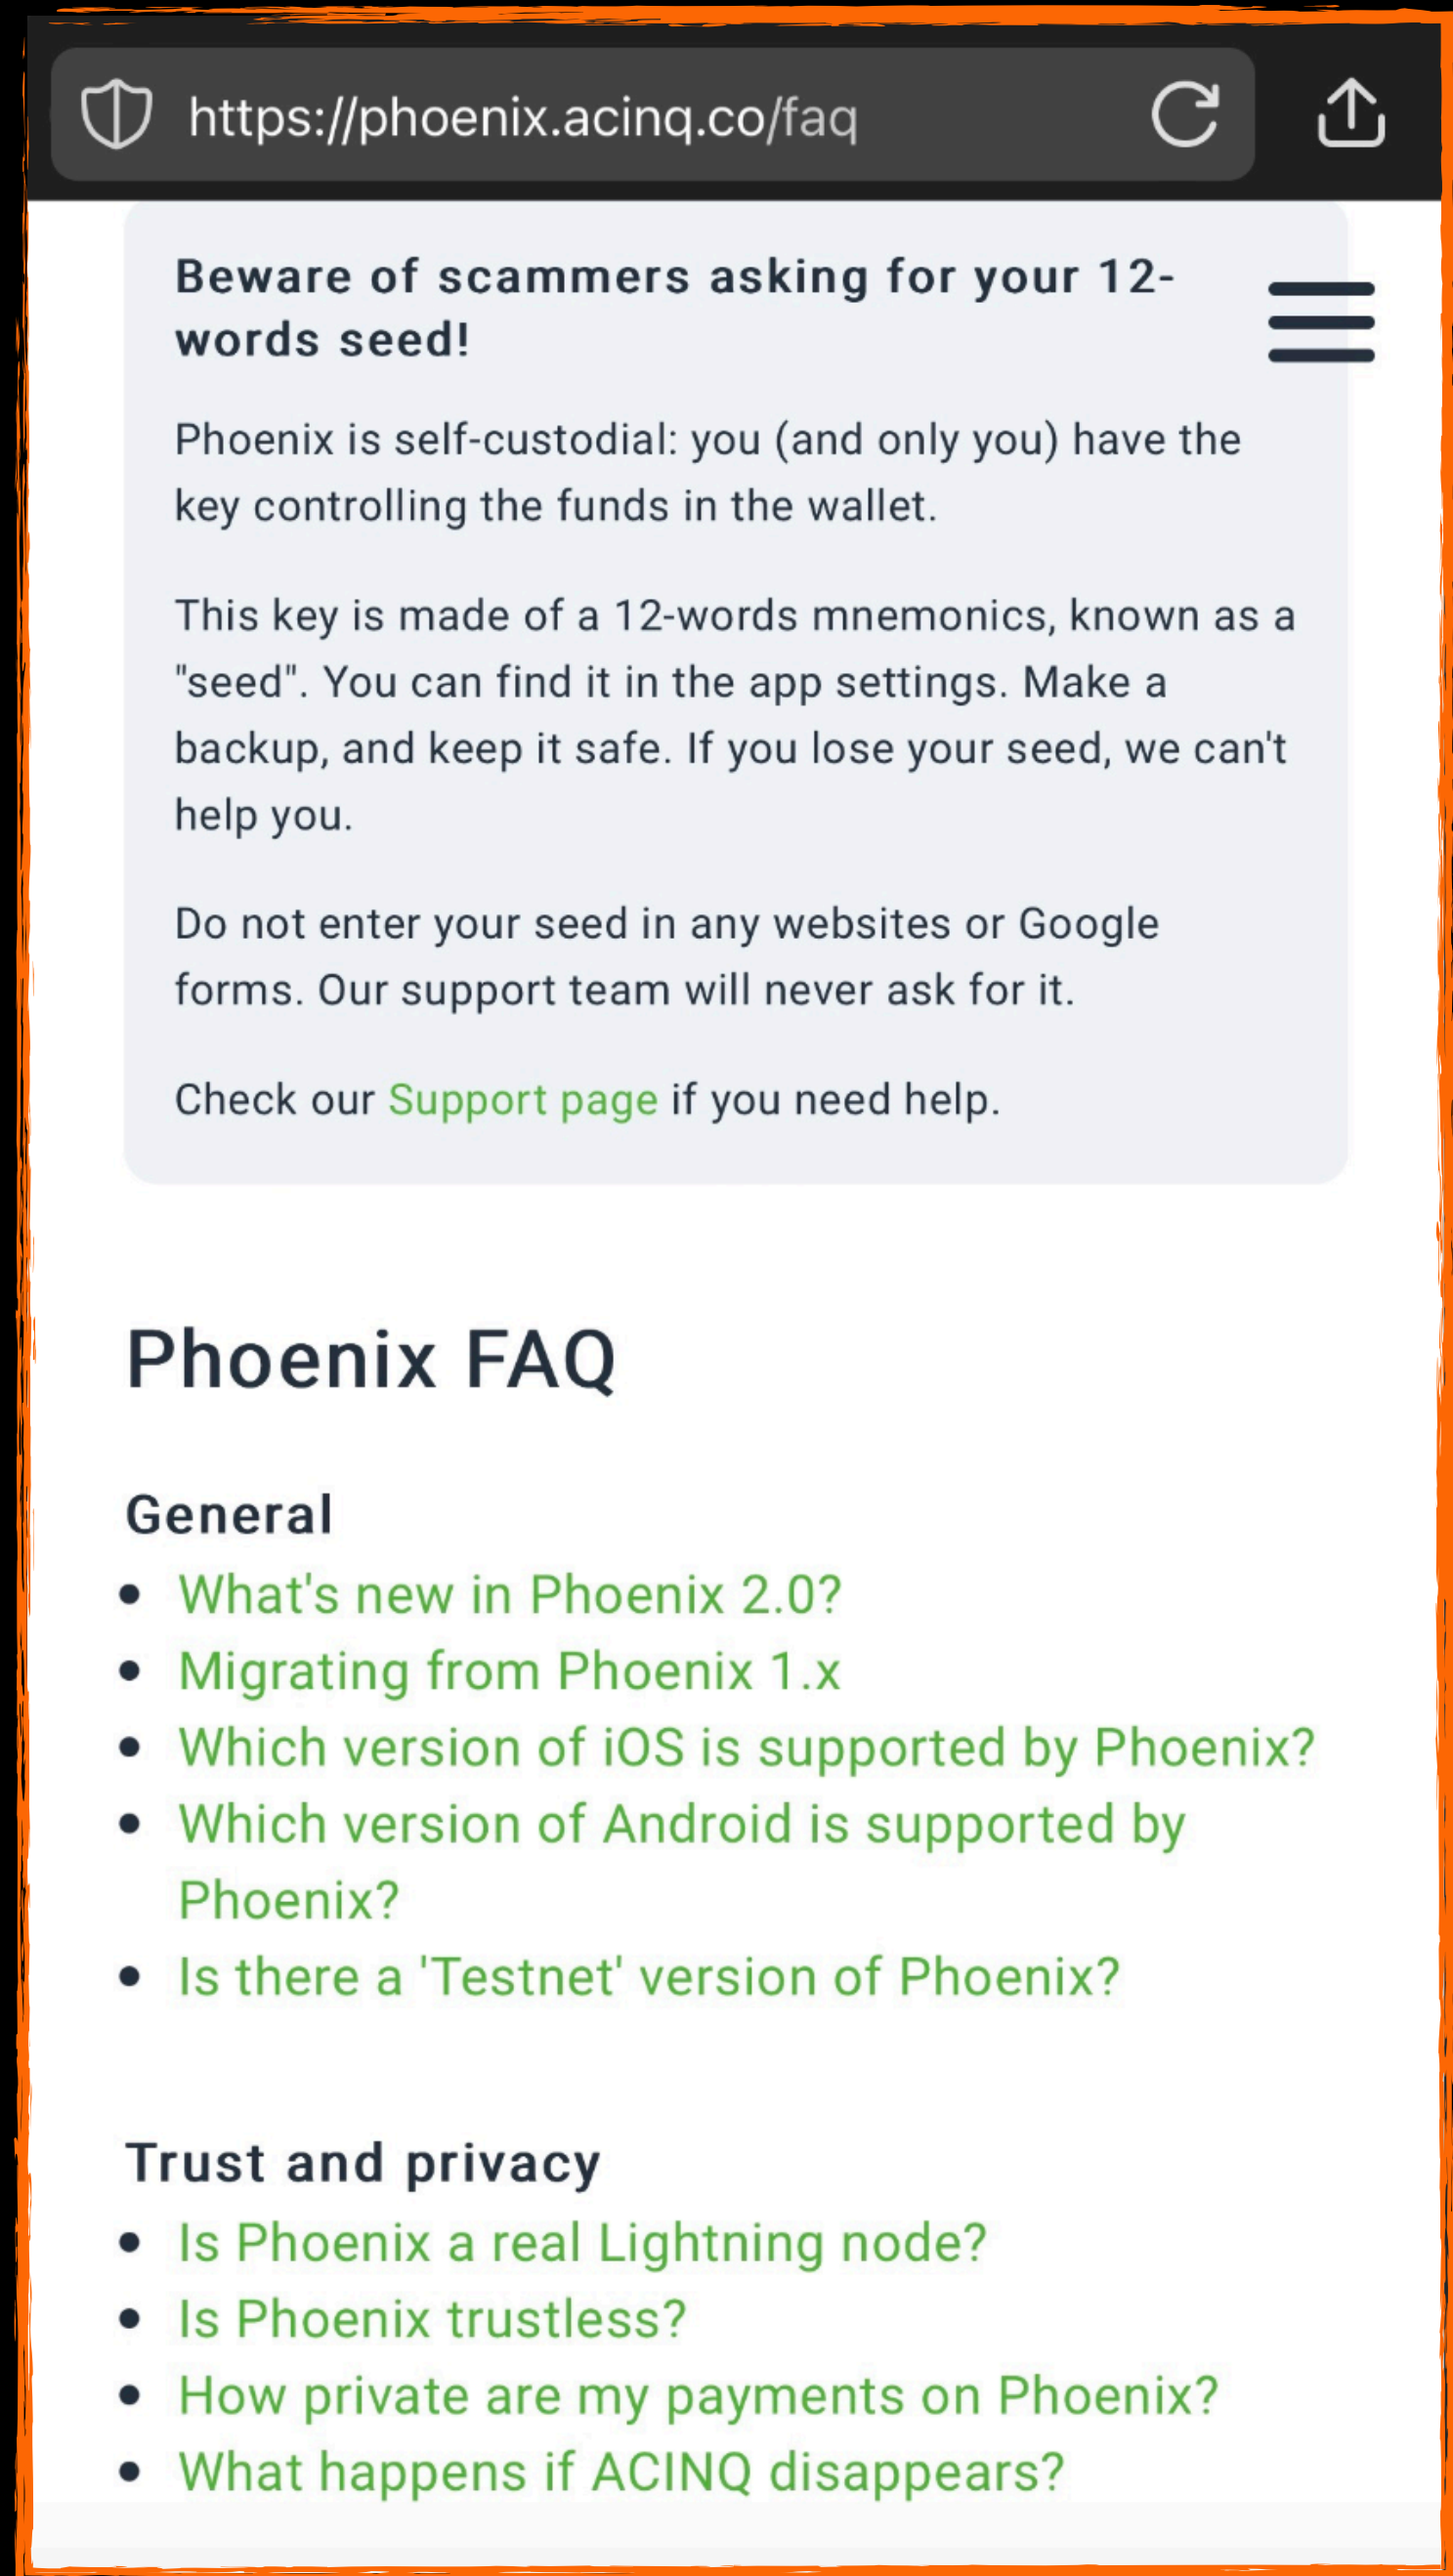 https://phoenix.acinq.co/faq
Beware of scammers asking for your 12-
words seed!
Phoenix is self-custodial: you (and only you) have the
key controlling the funds in the wallet.
This key is made of a 12-words mnemonics, known as a
"seed". You can find it in the app settings. Make a
backup, and keep it safe. If you lose your seed, we can't
help you.
Do not enter your seed in any websites or Google
forms. Our support team will never ask for it.
Check our Support page if you need help.
Phoenix FAQ
General
• What's new in Phoenix 2.0?
• Migrating from Phoenix 1.x
• Which version of iOS is supported by Phoenix?
• Which version of Android is supported by
Phoenix?
• Is there a 'Testnet' version of Phoenix?
Trust and privacy
• Is Phoenix a real Lightning node?
• Is Phoenix trustless?
• How private are my payments on Phoenix?
• What happens if ACINQ disappears?